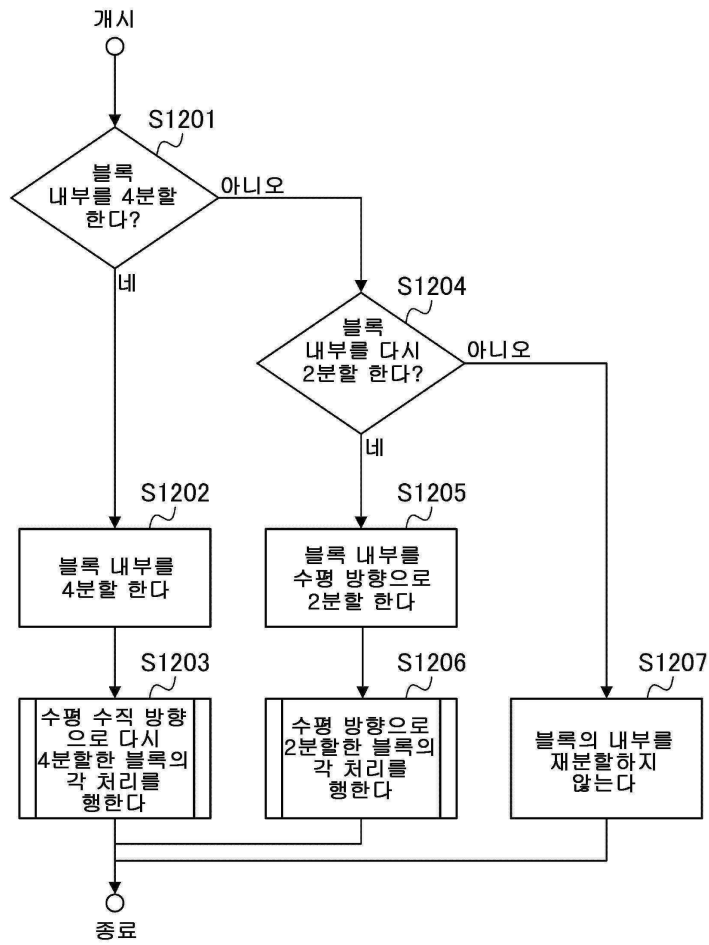 개시
S1201
블록
내부를 4분할
한다?
아니오
네
S1204
블록
내부를 다시
2분할 한다?
아니오
네
S1202
블록 내부를
4분할 한다
S1205
블록 내부를
수평 방향으로
2분할 한다
S1203
수평 수직 방향
으로 다시
4분할한 블록의
각 처리를
행한다
S1206
수평 방향으로
2분할한 블록의
각 처리를
행한다
S1207
블록의 내부를
재분할하지
않는다
종료